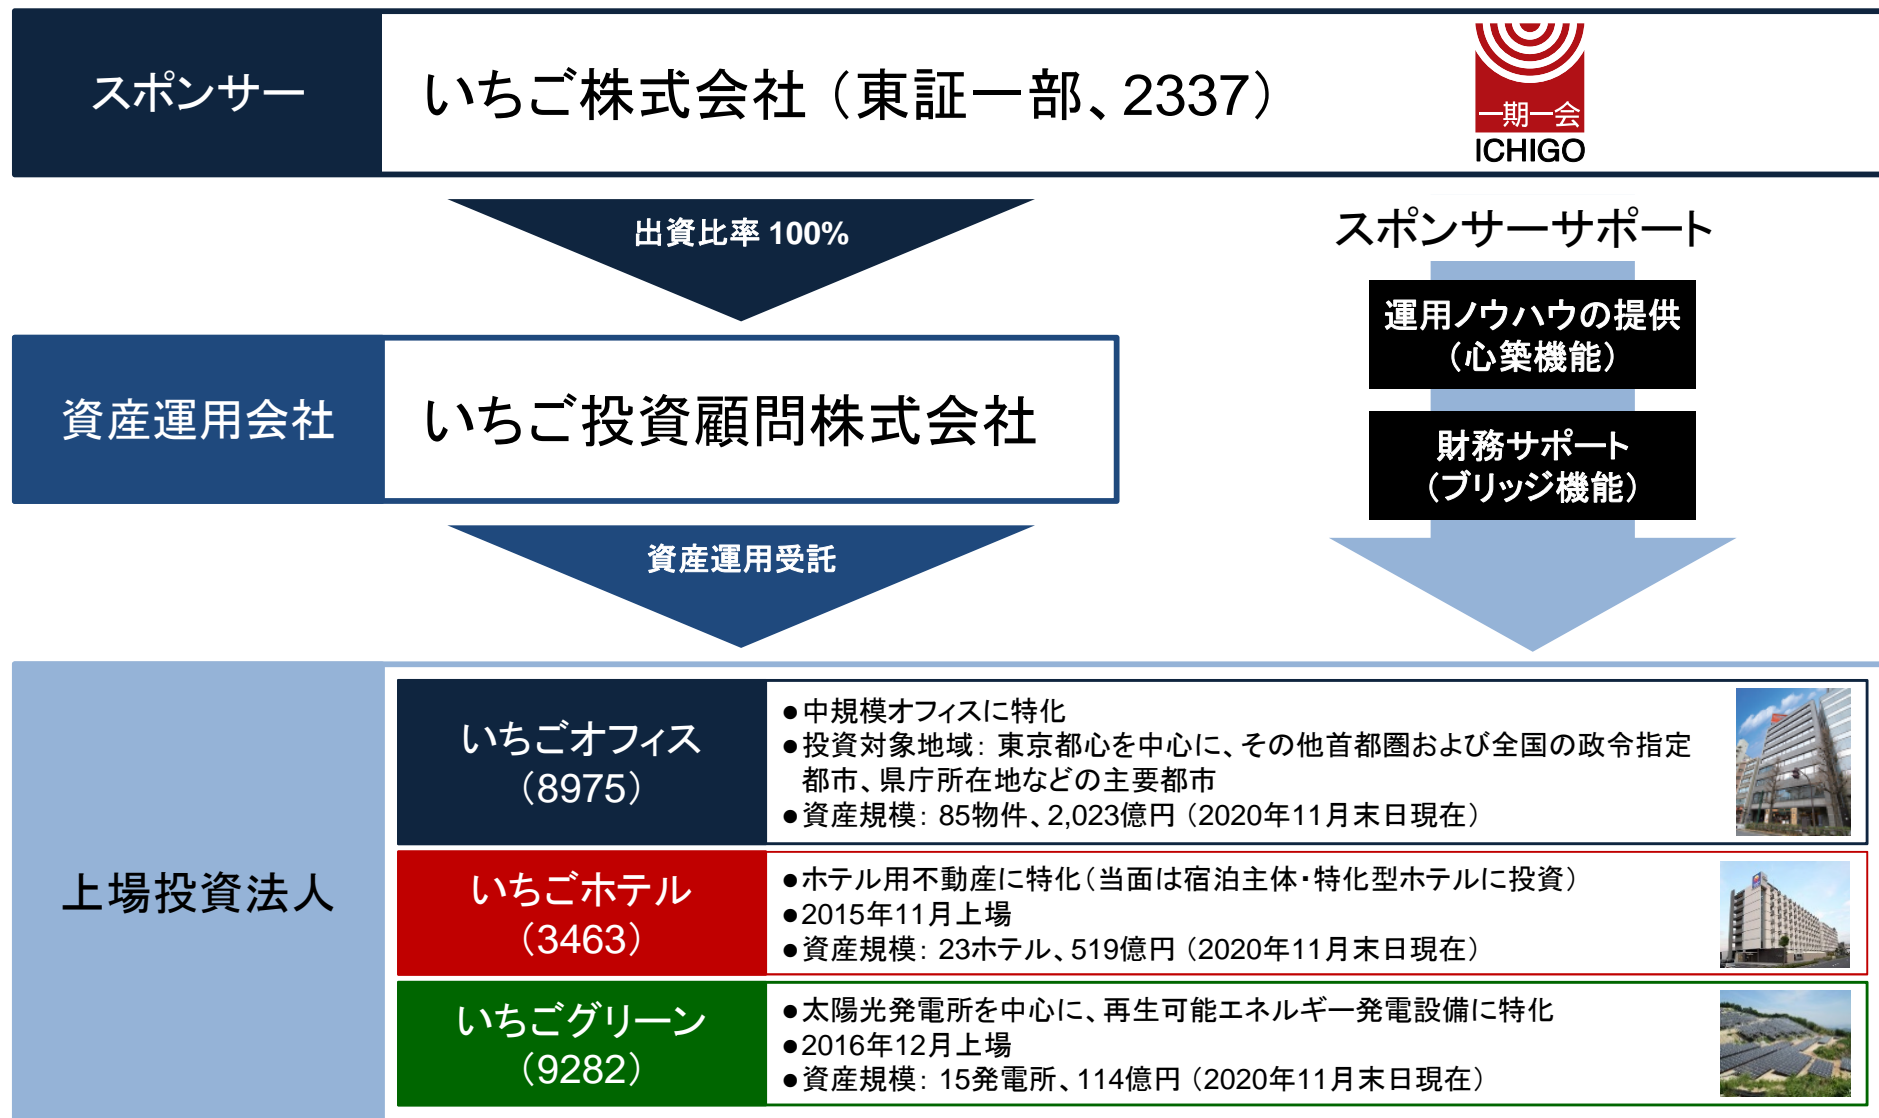 スポンサー
いちご株式会社（東証一部、2337）
一期一会
ICHIGO
出資比率 100%
スポンサーサポート
運用ノウハウの提供
（心築機能）
資産運用会社
いちご投資顧問株式会社
財務サポート
（ブリッジ機能）
資産運用受託
上場投資法人
いちごオフィス
（8975）
●中規模オフィスに特化
●投資対象地域： 東京都心を中心に、その他首都圏および全国の政令指定
都市、県庁所在地などの主要都市
●資産規模： 85物件、2,023億円（2020年11月末日現在）
いちごホテル
（3463）
●ホテル用不動産に特化（当面は宿泊主体・特化型ホテルに投資）
●2015年11月上場
●資産規模： 23ホテル、519億円（2020年11月末日現在）
いちごグリーン
（9282）
●太陽光発電所を中心に、再生可能エネルギー発電設備に特化
●2016年12月上場
●資産規模： 15発電所、114億円（2020年11月末日現在）